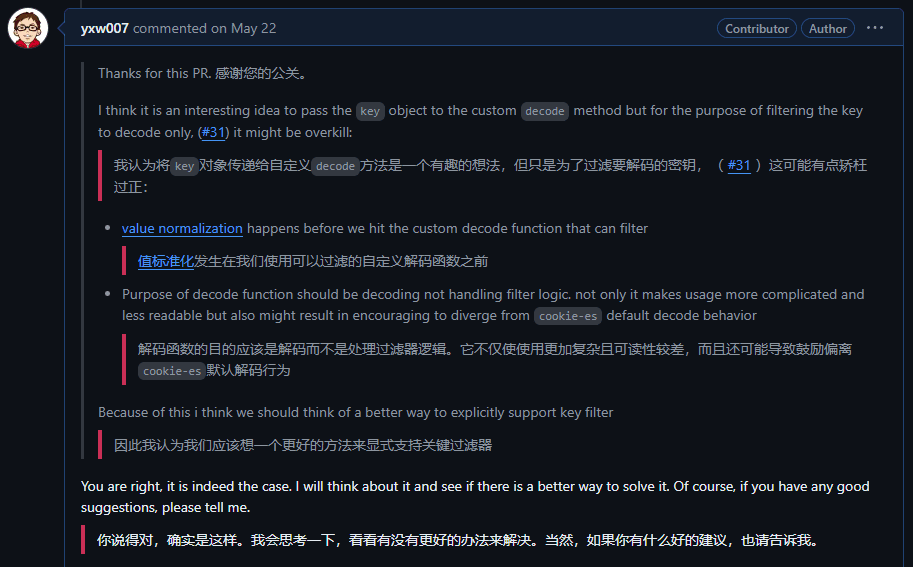 yxw007 commented on May 22
Contributor
Author
Thanks for this PR. 感谢您的公关。
I think it is an interesting idea to pass the key object to the custom decode method but for the purpose of filtering the key
to decode only, (#31) it might be overkill:
我认为将key对象传递给自定义decode方法是一个有趣的想法，但只是为了过滤要解码的密钥，（ #31 ）这可能有点矫枉
过正：
• value normalization happens before we hit the custom decode function that can filter
值标准化发生在我们使用可以过滤的自定义解码函数之前
• Purpose of decode function should be decoding not handling filter logic. not only it makes usage more complicated and
less readable but also might result in encouraging to diverge from cookie-es default decode behavior
解码函数的目的应该是解码而不是处理过滤器逻辑。它不仅使使用更加复杂且可读性较差，而且还可能导致鼓励偏离
cookie-es默认解码行为
Because of this i think we should think of a better way to explicitly support key filter
因此我认为我们应该想一个更好的方法来显式支持关键过滤器
You are right, it is indeed the case. I will think about it and see if there is a better way to solve it. Of course, if you have any good
suggestions, please tell me.
你说得对，确实是这样。我会思考一下，看看有没有更好的办法来解决。当然，如果你有什么好的建议，也请告诉我。